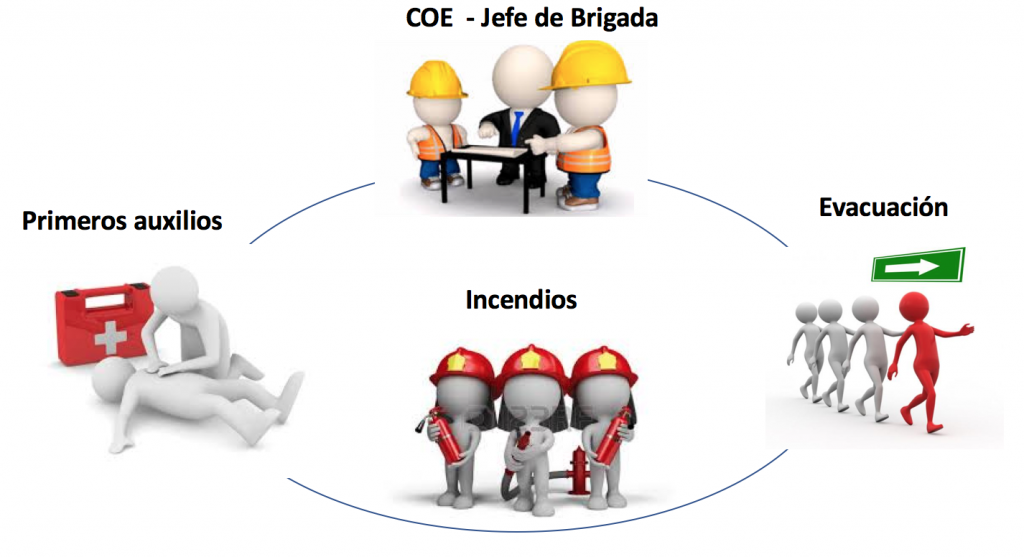 COE - Jefe de Brigada
Primeros auxilios
Evacuación
Incendios